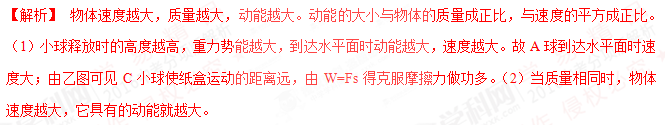 【解析】 物体速度越大，质量越大，动能越大。动能的大小与物体的质量成正比，与速度的平方成正比。
（1）小球释放时的高度越高，重力势能越大，到达水平面时动能越大，速度越大。故 A 球到达水平面时速
度大；由乙图可见 C 小球使纸盒运动的距离远，由 W=Fs 得克服摩擦力做功多。（2）当质量相同时，物体
速度越大，它具有的动能就越大。